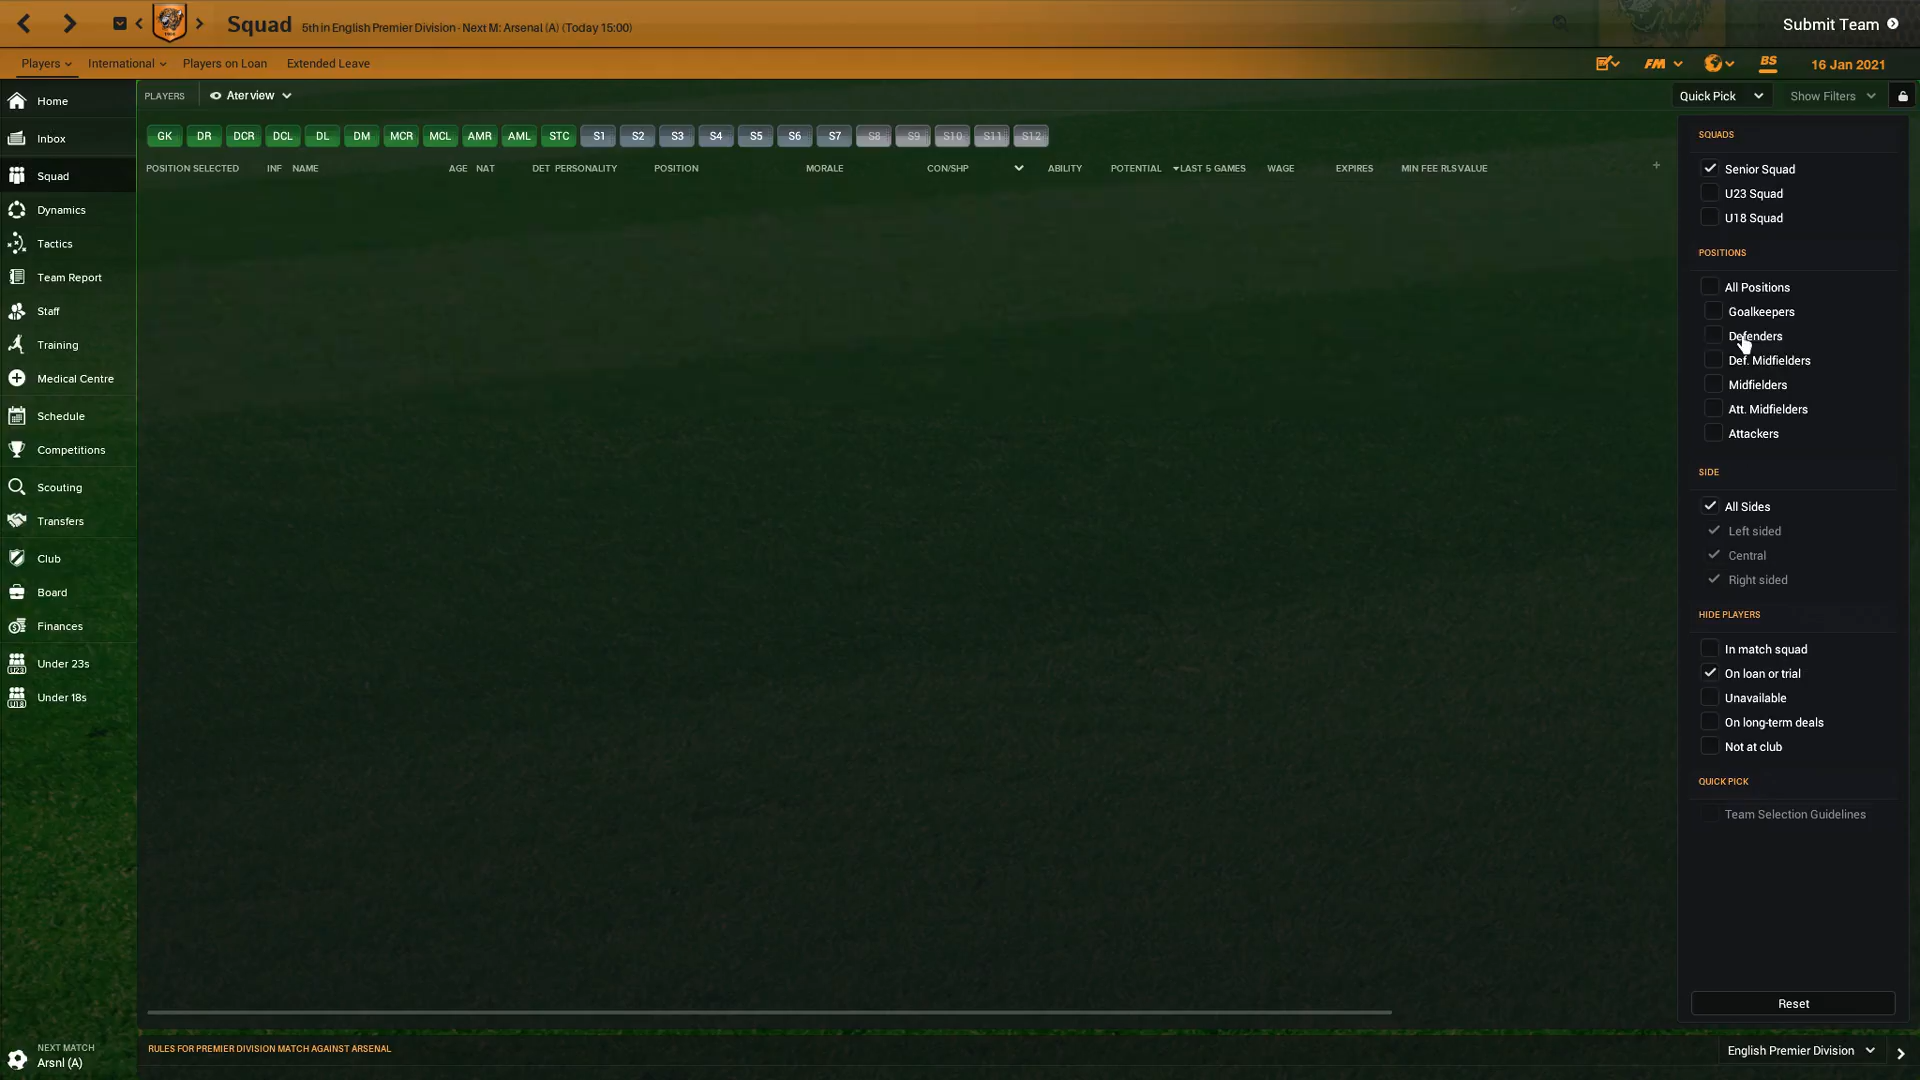 Squad 5th in English Premier Division - Next M: Arsenal (A) (Today 15:00) Submit Team
Players International Players on Loan Extended Leave FM BS 16 Jan 2021
PLAYERS Ater view Quick Pick Show Filters
GK DR DCR DCL DL DM MCR MCL AMR AML STC S1 S2 S3 S4 S5 S6 S7 S8 S9 S10 S11 S12
POSITION SELECTED INF NAME AGE NAT DET PERSONALITY POSITION MORALE CON/SHP ABILITY POTENTIAL LAST 5 GAMES WAGE EXPIRES MIN FEE RLS VALUE
Home
Inbox
Squad
Dynamics
Tactics
Team Report
Staff
Training
Medical Centre
Schedule
Competitions
Scouting
Transfers
Club
Board
Finances
U23 Under 23s
U18 Under 18s
SQUADS
Senior Squad
U23 Squad
U18 Squad
POSITIONS
All Positions
Goalkeepers
Defenders
Def. Midfielders
Midfielders
Att. Midfielders
Attackers
SIDE
All Sides
Left sided
Central
Right sided
HIDE PLAYERS
In match squad
On loan or trial
Unavailable
On long-term deals
Not at club
QUICK PICK
Team Selection Guidelines
Reset
NEXT MATCH
Arsnl (A)
RULES FOR PREMIER DIVISION MATCH AGAINST ARSENAL
English Premier Division